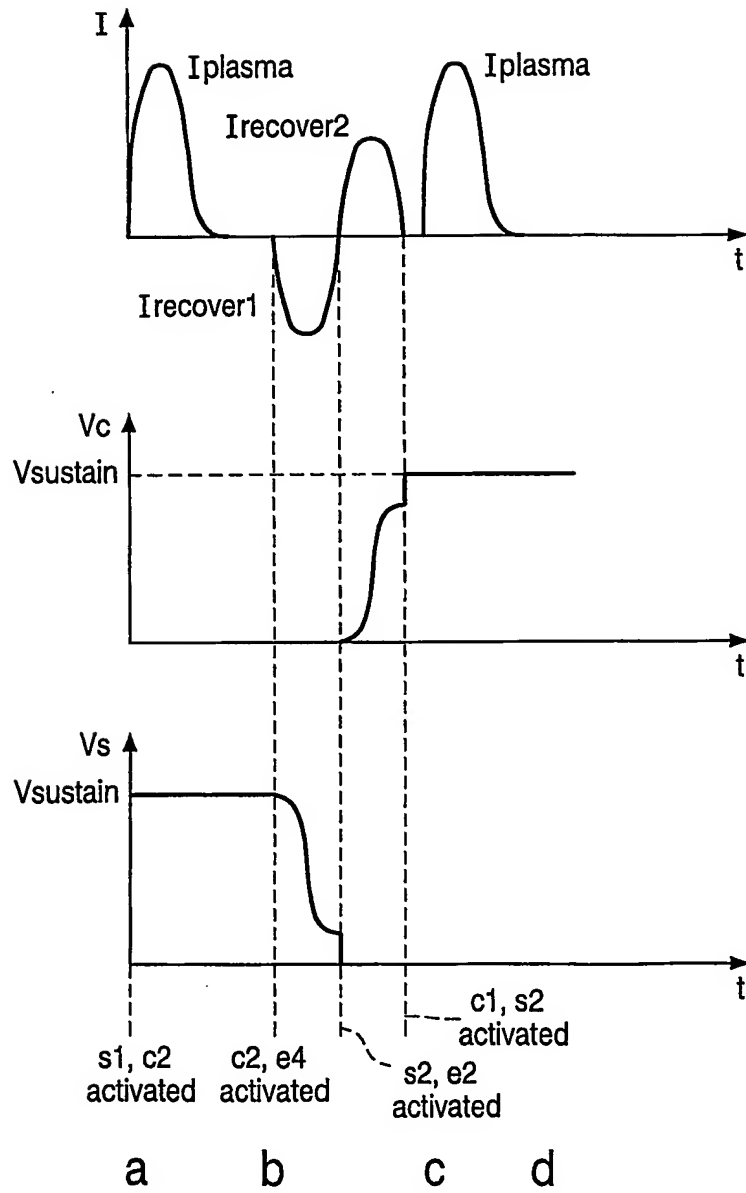 I
Iplasma
Iplasma
Irecover2
t
Irecover1
Vc
Vsustain
t
Vs
Vsustain
t
c1, s2
activated
s1, c2
activated
c2, e4
activated
s2, e2
activated
a b c d